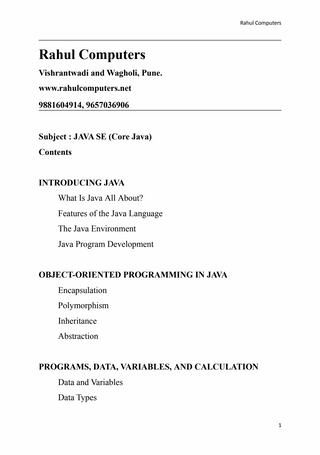 Rahul Computers
Rahul Computers
Vishrantwadi and Wagholi, Pune.
www.rahulcomputers.net
9881604914, 9657036906
Subject : JAVA SE (Core Java)
Contents
INTRODUCING JAVA
What Is Java All About?
Features of the Java Language
The Java Environment
Java Program Development
OBJECT-ORIENTED PROGRAMMING IN JAVA
Encapsulation
Polymorphism
Inheritance
Abstraction
PROGRAMS, DATA, VARIABLES, AND CALCULATION
Data and Variables
Data Types
1